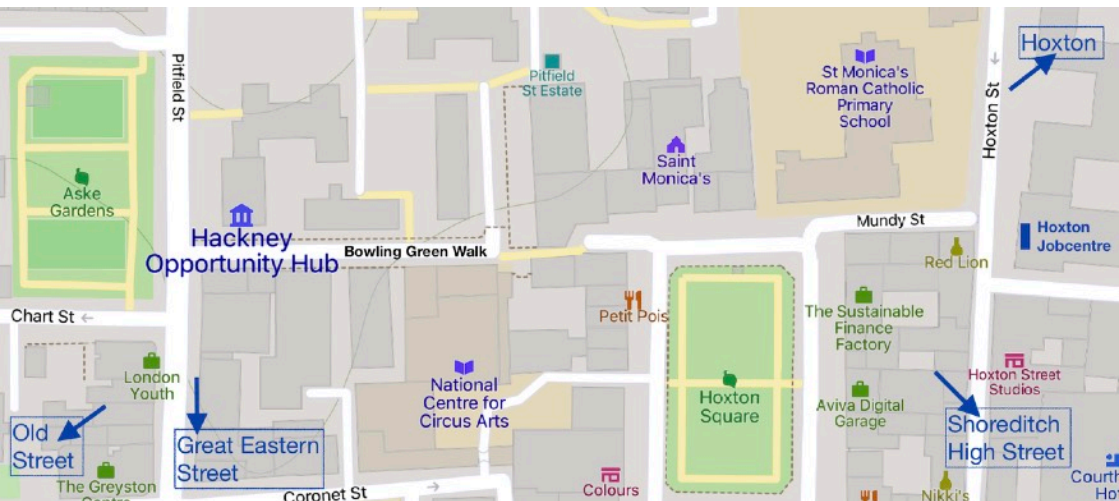 Hoxton
Pitfield St
Pitfield
St Estate
St Monica's
Roman Catholic
Primary
School
Hoxton St
Saint
Monica's
Aske
Gardens
Mundy St
Hoxton
Jobcentre
Hackney
Opportunity Hub
Bowling Green Walk
Red Lion
Chart St ←
Petit Pois
The Sustainable
Finance
Factory
London
Youth
National
Centre for
Circus Arts
Hoxton
Square
Hoxton Street
Studios
Aviva Digital
Garage
Old
Street
Great Eastern
Street
Shoreditch
High Street
The Greyston
Coronet St →
Colours
Nikki's